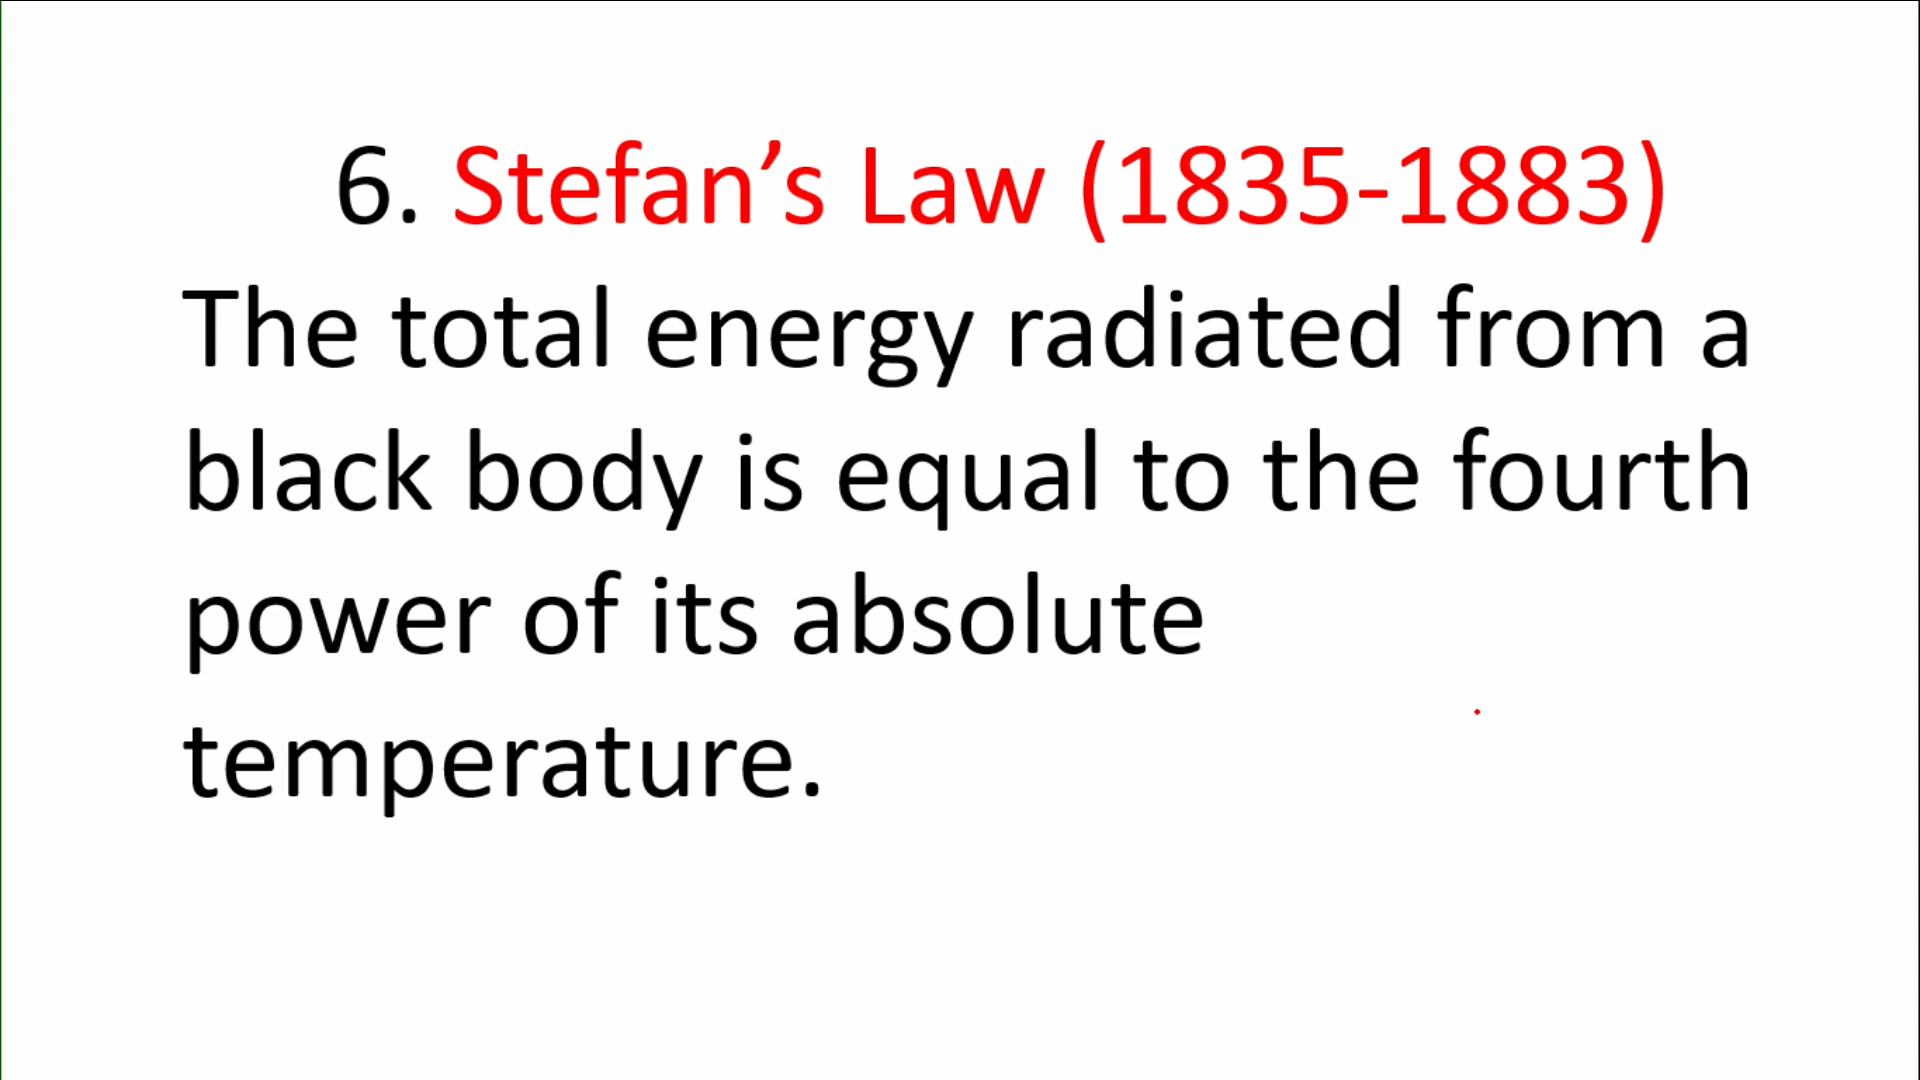 6. Stefan’s Law (1835-1883)
The total energy radiated from a
black body is equal to the fourth
power of its absolute
temperature.